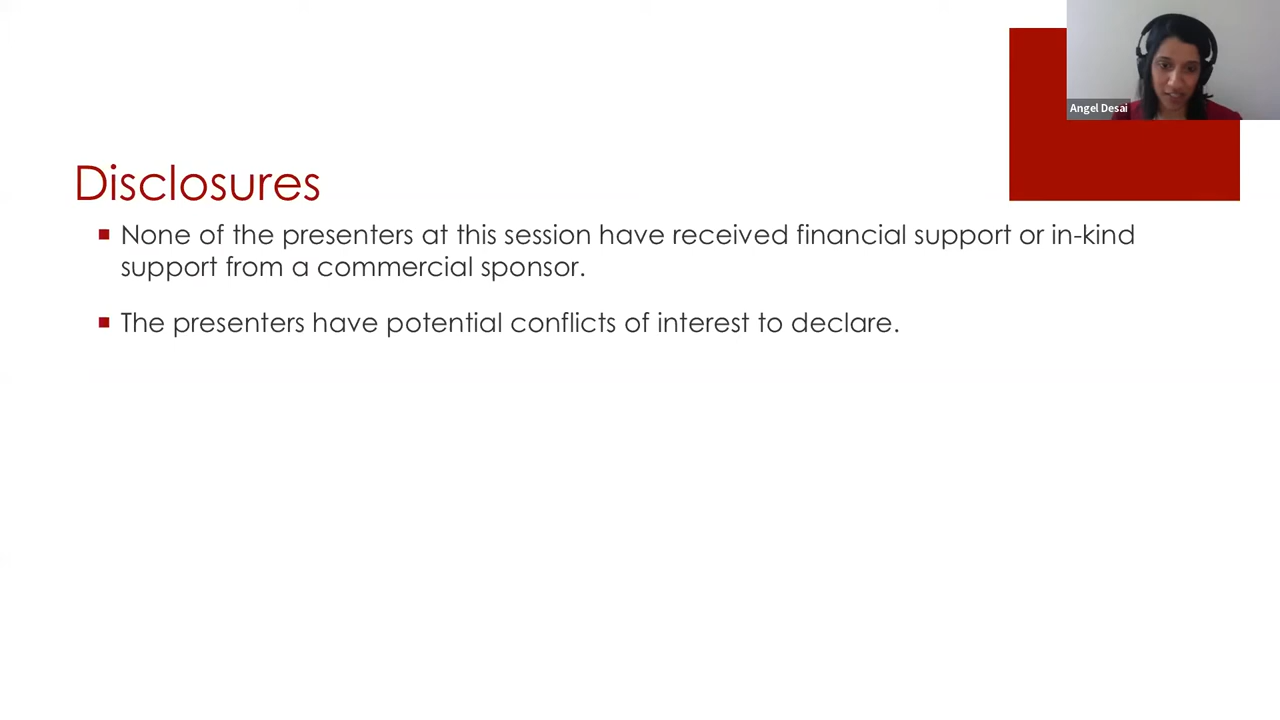 Angel Desai
Disclosures
■ None of the presenters at this session have received financial support or in-kind
support from a commercial sponsor.
■ The presenters have potential conflicts of interest to declare.